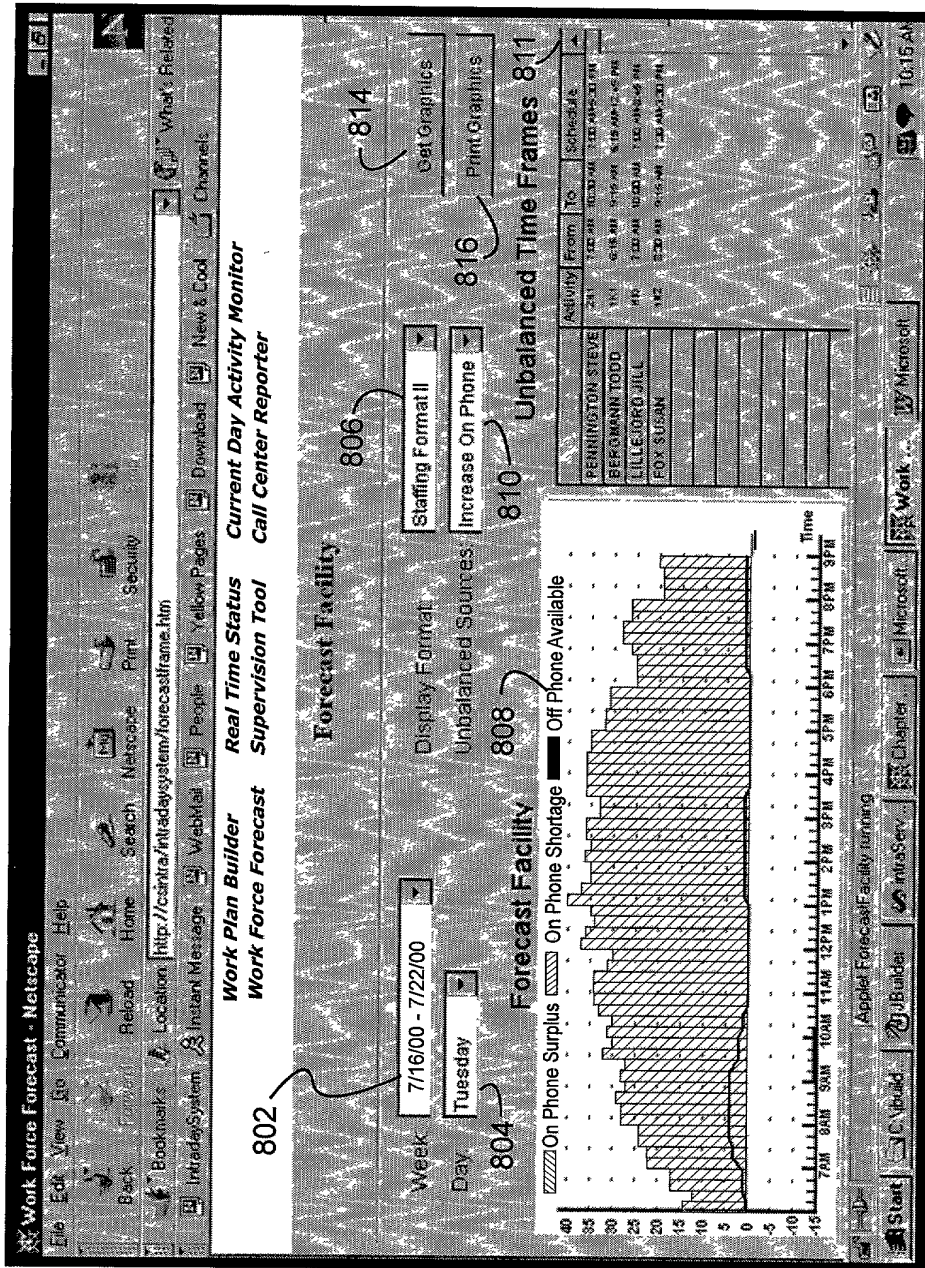 Work Force Forecast - Netscape
File Edit View Go Communicator Help
Back Forward Reload Home Search Netscape Print Security
Bookmarks Location: http://csintra/intradaysystem/forecastframe.htm What's Related
IntradaySystem Instant Message WebMail People Yellow Pages Download New & Cool Channels
Work Plan Builder Real Time Status Current Day Activity Monitor
Work Force Forecast Supervision Tool Call Center Reporter
802
Forecast Facility
806
814
Week 7/16/00 - 7/22/00 Display Format: Staffing Format II Get Graphics
Day Tuesday Unbalanced Sources: Increase On Phone Print Graphics
804
808
810
816
Forecast Facility Unbalanced Time Frames 811
On Phone Surplus On Phone Shortage Off Phone Available
40
35
30
25
20
15
10
5
0
-5
-10
-15
7AM 8AM 9AM 10AM 11AM 12PM 1PM 2PM 3PM 4PM 5PM 6PM 7PM 8PM 9PM
Time
Activity From To Schedule
PENNINGTON STEVE
BERGMANN TODD
LILLEJORD JILL
FOX SUSAN
Applet ForecastFacility running
Start C:\ibuild JBuilder IntraServ... Chapter... Microsoft... Work ... Microsoft 10:16 AM